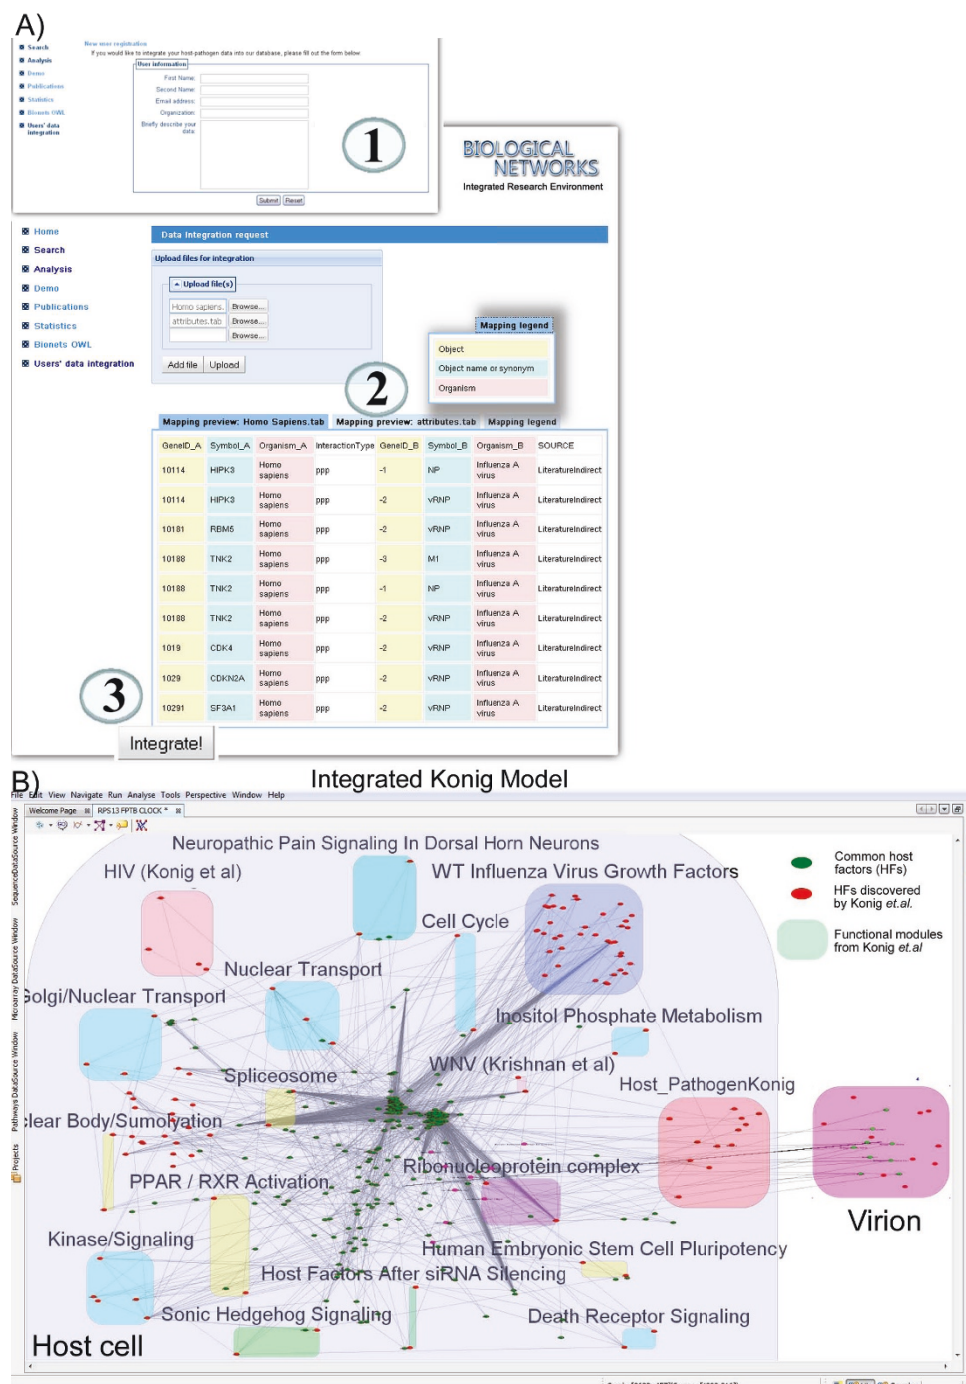 A)
Search
Analysis
Demo
Publications
Statistics
Bionets OWL
Users' data
integration
New user registration
If you would like to integrate your host-pathogen data into our database, please fill out the form below.
User information
First Name:
Second Name:
Email address:
Organization:
Briefly describe your
data:
Submit Reset
1
BIOLOGICAL
NETWORKS
Integrated Research Environment
Home
Search
Analysis
Demo
Publications
Statistics
Bionets OWL
Users' data integration
Data Integration request
Upload files for integration
Upload file(s)
Homo sapiens. Browse...
attributes.tab Browse...
Browse...
Add file Upload
2
Mapping legend
Object
Object name or synonym
Organism
Mapping preview: Homo Sapiens.tab Mapping preview: attributes.tab Mapping legend
GeneID_A Symbol_A Organism_A InteractionType GeneID_B Symbol_B Organism_B SOURCE
10114 HIPK3 Homo sapiens ppp -1 NP Influenza A virus LiteratureIndirect
10114 HIPK3 Homo sapiens ppp -2 vRNP Influenza A virus LiteratureIndirect
10181 RBM5 Homo sapiens ppp -2 vRNP Influenza A virus LiteratureIndirect
10188 TNK2 Homo sapiens ppp -3 M1 Influenza A virus LiteratureIndirect
10188 TNK2 Homo sapiens ppp -1 NP Influenza A virus LiteratureIndirect
10188 TNK2 Homo sapiens ppp -2 vRNP Influenza A virus LiteratureIndirect
1019 CDK4 Homo sapiens ppp -2 vRNP Influenza A virus LiteratureIndirect
1029 CDKN2A Homo sapiens ppp -2 vRNP Influenza A virus LiteratureIndirect
10291 SF3A1 Homo sapiens ppp -2 vRNP Influenza A virus LiteratureIndirect
3
Integrate!
B)
Integrated Konig Model
File Edit View Navigate Run Analyse Tools Perspective Window Help
Welcome Page RPS13 FPTB CLOCK *
SequenceDataSource Window
Microarray DataSource Window
Pathways DataSource Window
Projects
Neuropathic Pain Signaling In Dorsal Horn Neurons
HIV (Konig et al)
WT Influenza Virus Growth Factors
Cell Cycle
Nuclear Transport
Golgi/Nuclear Transport
Inositol Phosphate Metabolism
WNV (Krishnan et al)
Spliceosome
Host_PathogenKonig
clear Body/Sumolyation
Ribonucleoprotein complex
PPAR / RXR Activation
Virion
Kinase/Signaling
Human Embryonic Stem Cell Pluripotency
Host Factors After siRNA Silencing
Sonic Hedgehog Signaling
Death Receptor Signaling
Host cell
Common host
factors (HFs)
HFs discovered
by Konig et.al.
Functional modules
from Konig et.al